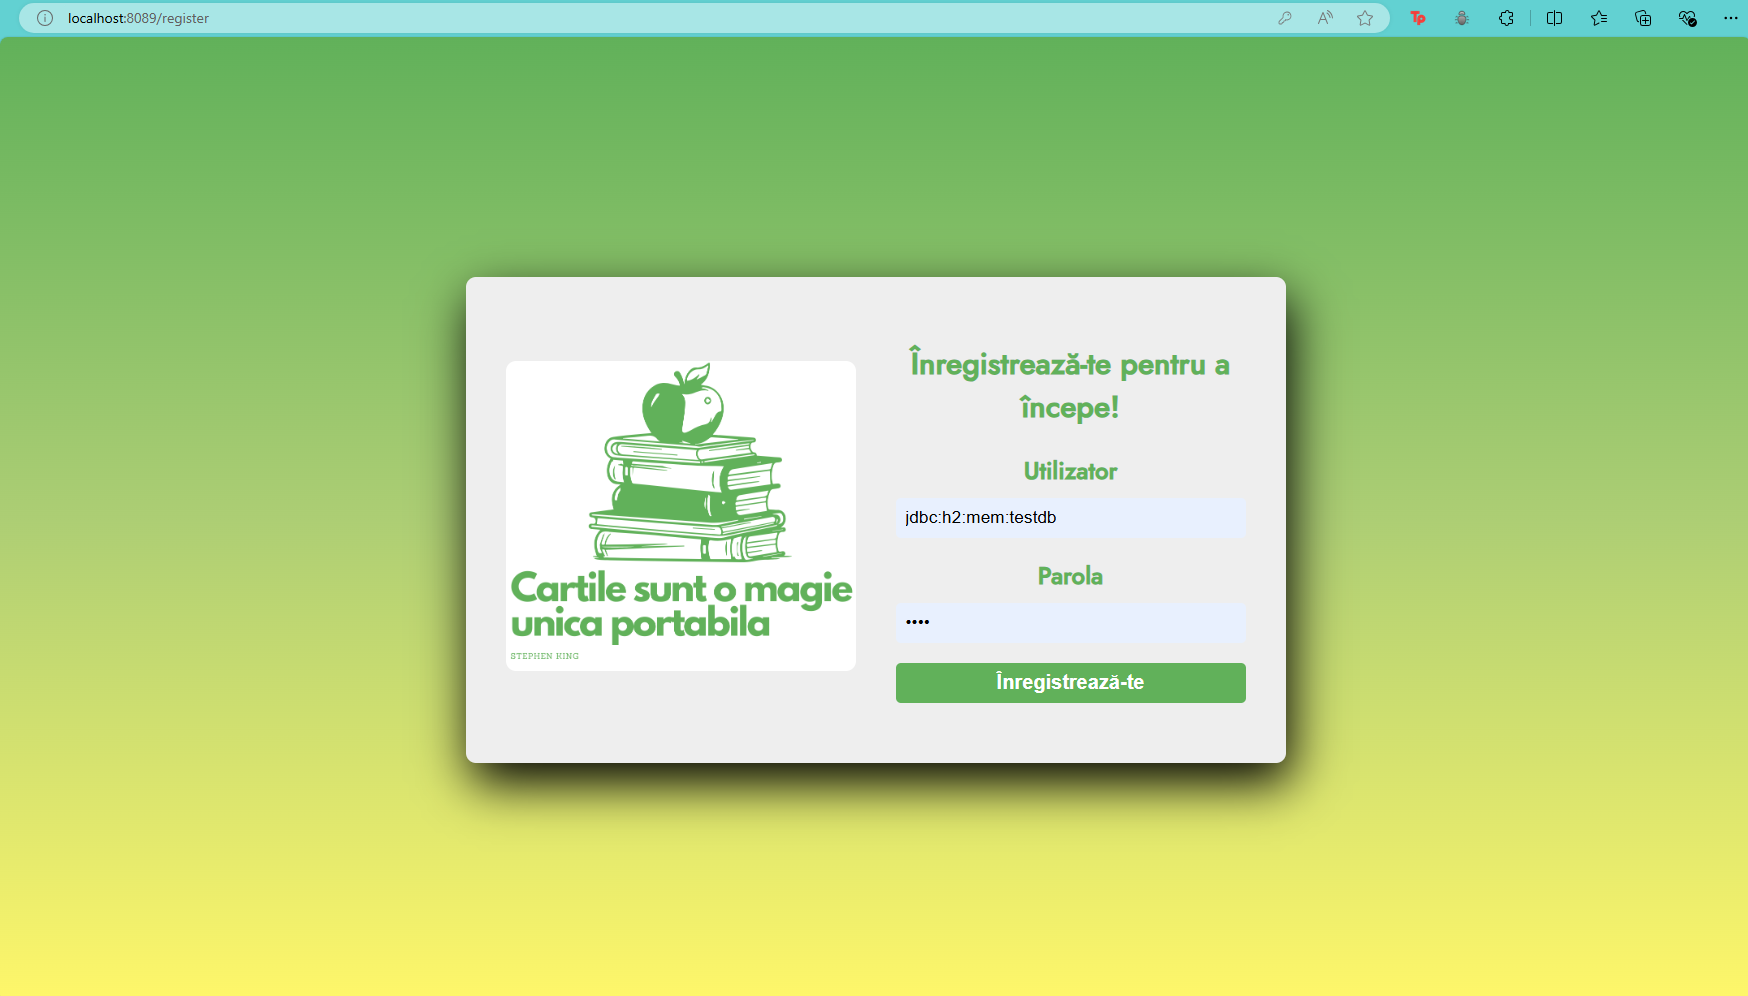 localhost:8089/register
Tp
Înregistrează-te pentru a
începe!
Utilizator
jdbc:h2:mem:testdb
Parola
••••
Înregistrează-te
Cartile sunt o magie
unica portabila
STEPHEN KING